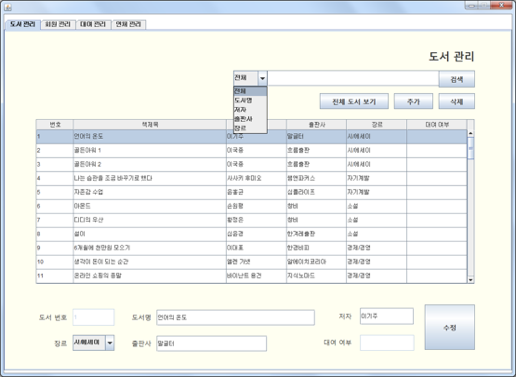 도서 관리 회원 관리 대여 관리 연체 관리
도서 관리
전체 검색
전체
도서명
저자
출판사
장르
전체 도서 보기 추가 삭제
번호 책제목 출판사 장르 대여 여부
1 언어의 온도 이기주 말글터 시/에세이
2 골든아워 1 이국종 흐름출판 시/에세이
3 골든아워 2 이국종 흐름출판 시/에세이
4 나는 습관을 조금 바꾸기로 했다 사사키 후미오 쌤앤파커스 자기계발
5 자존감 수업 윤홍균 심플라이프 자기계발
6 아몬드 손원평 창비 소설
7 디디의 우산 황정은 창비 소설
8 설이 심윤경 한겨레출판 소설
9 6개월에 천만원 모으기 이대표 한경비피 경제/경영
10 생각이 돈이 되는 순간 앨런 가넷 알에이치코리아 경제/경영
11 온라인 쇼핑의 종말 바이난트 용건 지식노마드 경제/경영
도서 번호 1 도서명 언어의 온도 저자 이기주
장르 시/에세이 출판사 말글터 대여 여부
수정